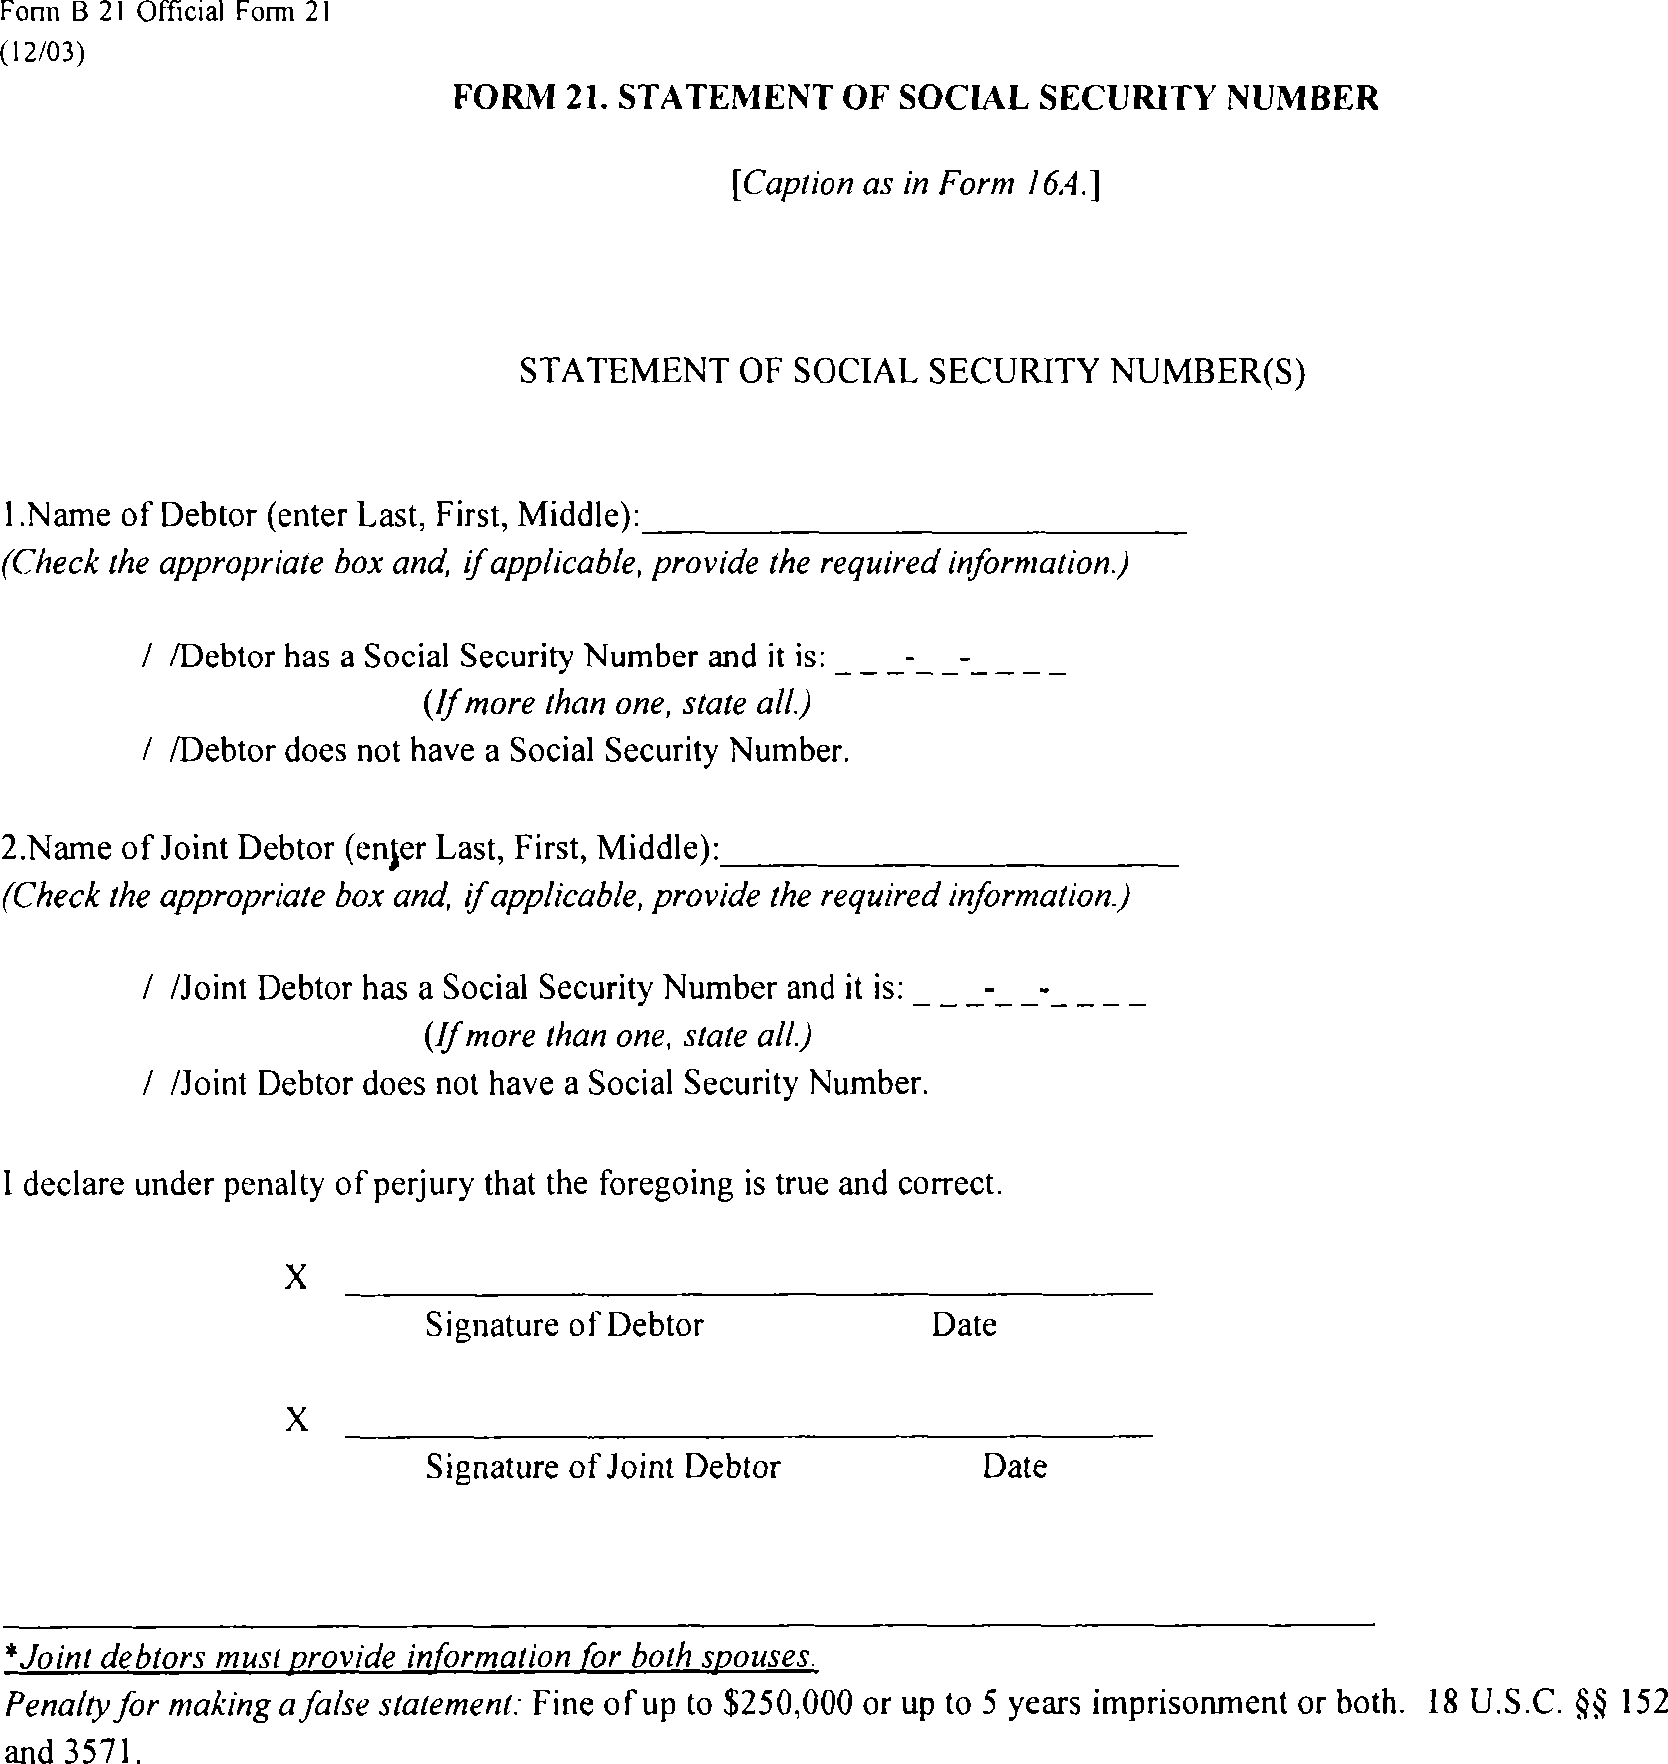 Form B 21 Official Form 21
(12/03)
FORM 21. STATEMENT OF SOCIAL SECURITY NUMBER
[Caption as in Form 16A.]
STATEMENT OF SOCIAL SECURITY NUMBER(S)
1.Name of Debtor (enter Last, First, Middle):____________________
(Check the appropriate box and, if applicable, provide the required information.)
/ /Debtor has a Social Security Number and it is: _ _ _-_ _-_ _ _ _
(If more than one, state all.)
/ /Debtor does not have a Social Security Number.
2.Name of Joint Debtor (enter Last, First, Middle):____________________
(Check the appropriate box and, if applicable, provide the required information.)
/ /Joint Debtor has a Social Security Number and it is: _ _ _-_ _-_ _ _ _
(If more than one, state all.)
/ /Joint Debtor does not have a Social Security Number.
I declare under penalty of perjury that the foregoing is true and correct.
X ____________________
Signature of Debtor Date
X ____________________
Signature of Joint Debtor Date
*Joint debtors must provide information for both spouses.
Penalty for making a false statement: Fine of up to $250,000 or up to 5 years imprisonment or both. 18 U.S.C. §§ 152
and 3571.